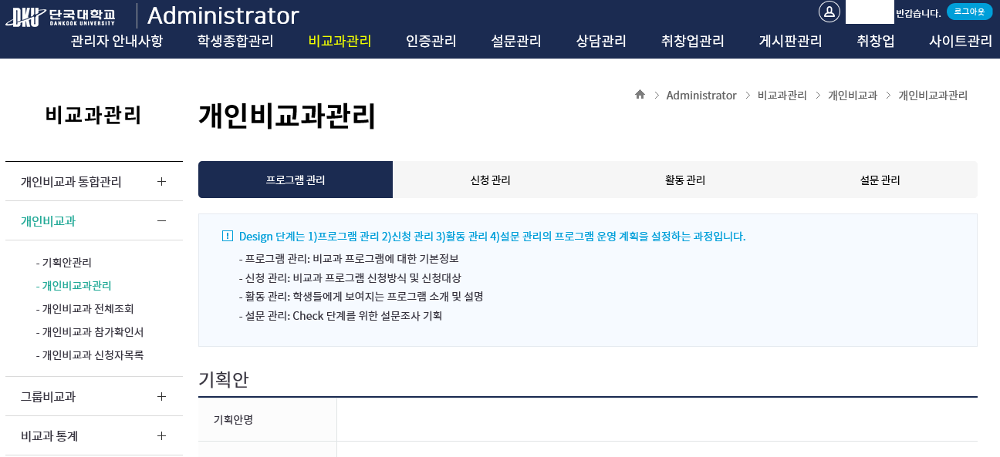 DKU 단국대학교 DANKOOK UNIVERSITY Administrator 반갑습니다. 로그아웃
관리자 안내사항 학생종합관리 비교과관리 인증관리 설문관리 상담관리 취창업관리 게시판관리 취창업 사이트관리
Administrator 비교과관리 개인비교과 개인비교과관리
비교과관리
개인비교과 통합관리
개인비교과
- 기획안관리
- 개인비교과관리
- 개인비교과 전체조회
- 개인비교과 참가확인서
- 개인비교과 신청자목록
그룹비교과
비교과 통계
개인비교과관리
프로그램 관리 신청 관리 활동 관리 설문 관리
Design 단계는 1)프로그램 관리 2)신청 관리 3)활동 관리 4)설문 관리의 프로그램 운영 계획을 설정하는 과정입니다.
- 프로그램 관리: 비교과 프로그램에 대한 기본정보
- 신청 관리: 비교과 프로그램 신청방식 및 신청대상
- 활동 관리: 학생들에게 보여지는 프로그램 소개 및 설명
- 설문 관리: Check 단계를 위한 설문조사 기획
기획안
기획안명